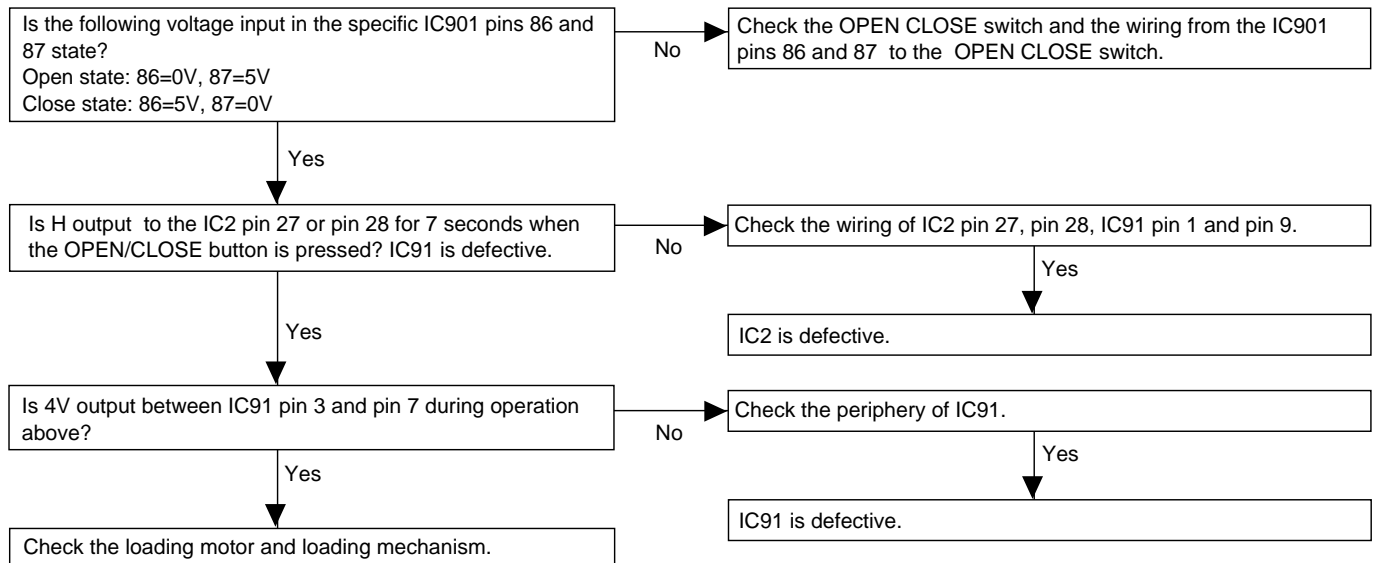 Is the following voltage input in the specific IC901 pins 86 and
87 state?
Open state: 86=0V, 87=5V
Close state: 86=5V, 87=0V
No
Check the OPEN CLOSE switch and the wiring from the IC901
pins 86 and 87 to the OPEN CLOSE switch.
Yes
Is H output to the IC2 pin 27 or pin 28 for 7 seconds when
the OPEN/CLOSE button is pressed? IC91 is defective.
No
Check the wiring of IC2 pin 27, pin 28, IC91 pin 1 and pin 9.
Yes
IC2 is defective.
Yes
Is 4V output between IC91 pin 3 and pin 7 during operation
above?
No
Check the periphery of IC91.
Yes
IC91 is defective.
Yes
Check the loading motor and loading mechanism.